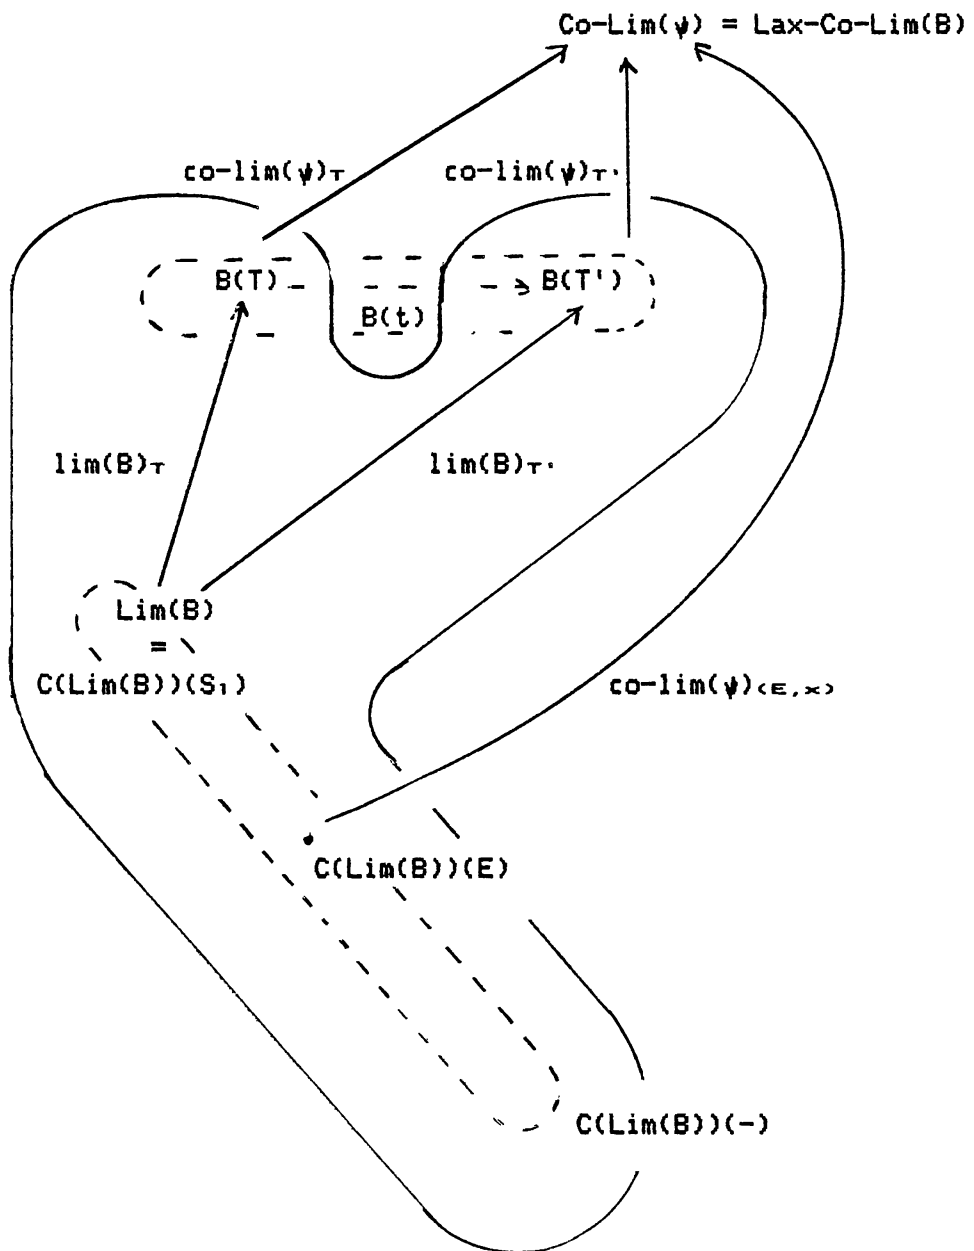 Co-Lim(ψ) = Lax-Co-Lim(B)
co-lim(ψ)T co-lim(ψ)T'
B(T) B(T')
B(t)
lim(B)T lim(B)T'
Lim(B)
=
C(Lim(B))(S1) co-lim(ψ)(E,x)
C(Lim(B))(E)
C(Lim(B))(-)